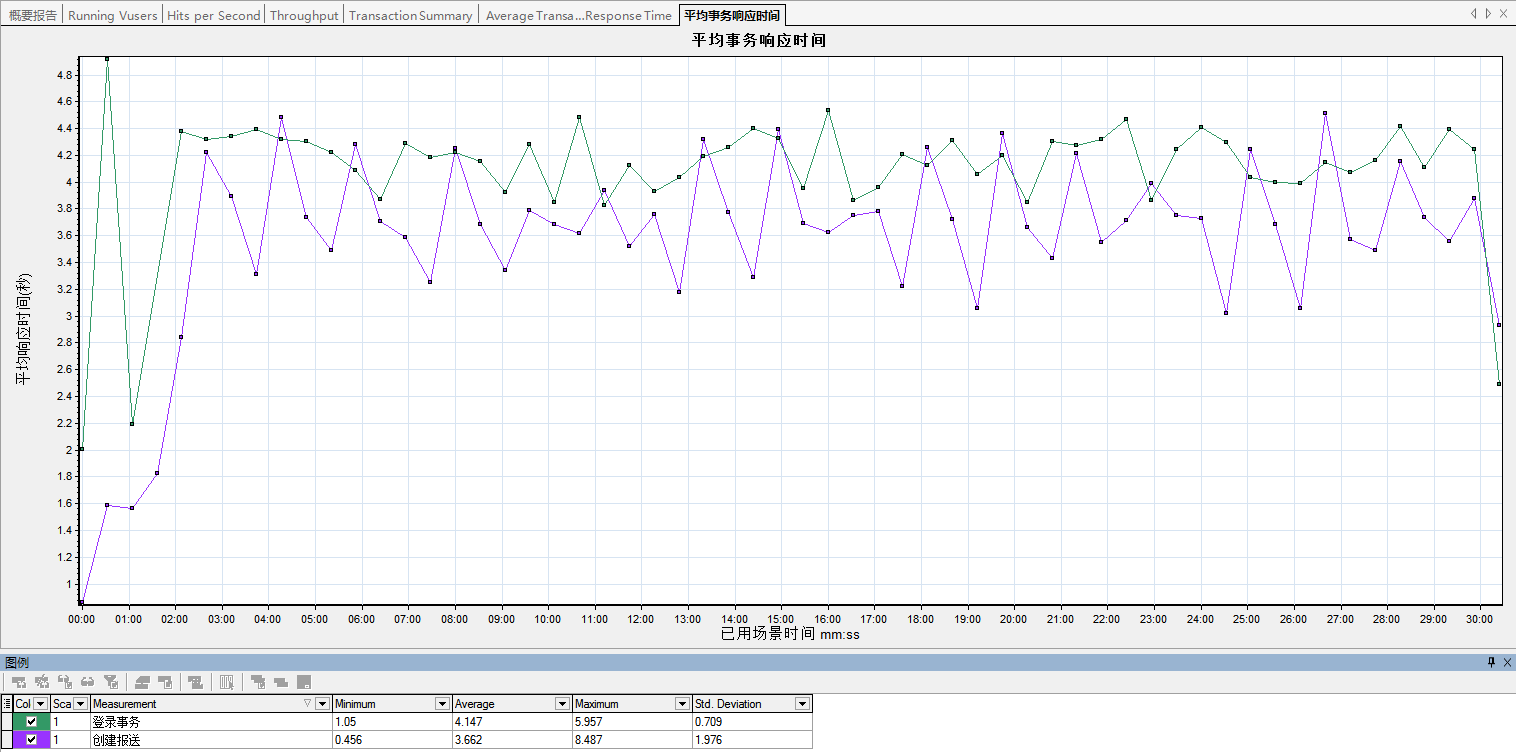 概要报告 Running Vusers Hits per Second Throughput Transaction Summary Average Transa...Response Time 平均事务响应时间
平均事务响应时间
4.8
4.6
4.4
4.2
4
3.8
3.6
3.4
3.2
3
2.8
2.6
2.4
2.2
2
1.8
1.6
1.4
1.2
1
平均响应时间(秒)
00:00 01:00 02:00 03:00 04:00 05:00 06:00 07:00 08:00 09:00 10:00 11:00 12:00 13:00 14:00 15:00 16:00 17:00 18:00 19:00 20:00 21:00 22:00 23:00 24:00 25:00 26:00 27:00 28:00 29:00 30:00
已用场景时间 mm:ss
图例
Col Sca Measurement Minimum Average Maximum Std. Deviation
1 登录事务 1.05 4.147 5.957 0.709
1 创建报送 0.456 3.662 8.487 1.976